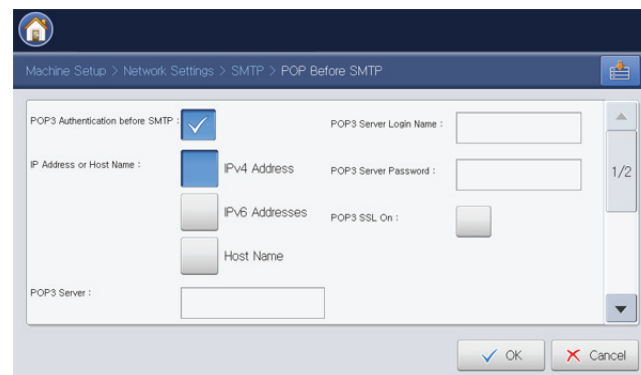 Machine Setup > Network Settings > SMTP > POP Before SMTP
POP3 Authentication before SMTP :
IP Address or Host Name :
IPv4 Address
IPv6 Addresses
Host Name
POP3 Server :
POP3 Server Login Name :
POP3 Server Password :
POP3 SSL On :
1/2
OK
Cancel